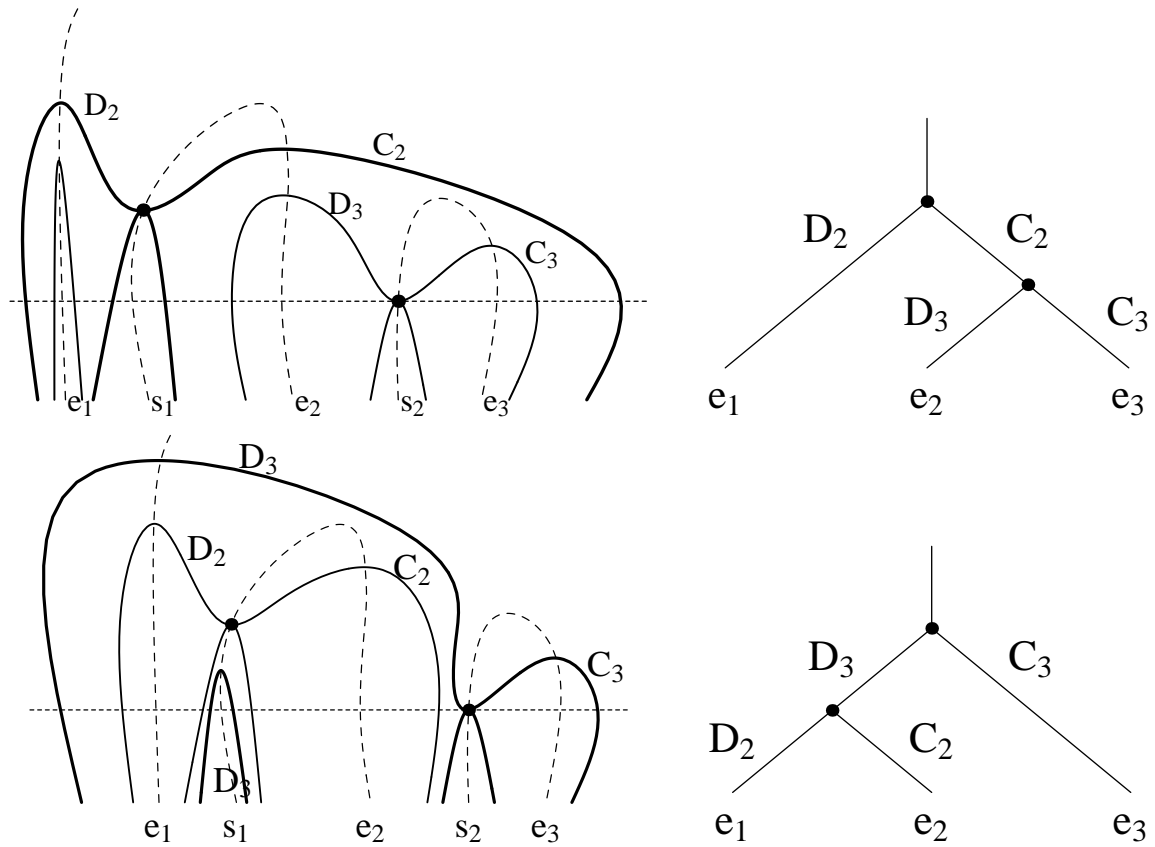 D₂
C₂
D₃
C₃
e₁ s₁ e₂ s₂ e₃
D₂ C₂
D₃ C₃
e₁ e₂ e₃
D₃
D₂
C₂
C₃
D₃
e₁ s₁ e₂ s₂ e₃
D₃ C₃
D₂ C₂
e₁ e₂ e₃